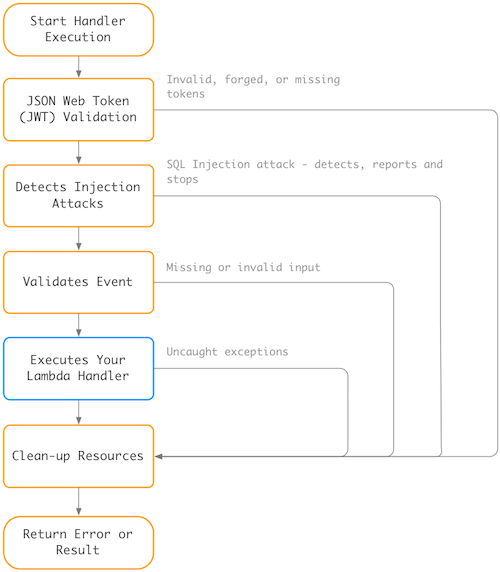 Start Handler
Execution
Invalid, forged, or missing
tokens
JSON Web Token
(JWT) Validation
SQL Injection attack - detects, reports and
stops
Detects Injection
Attacks
Missing or invalid input
Validates Event
Uncaught exceptions
Executes Your
Lambda Handler
Clean-up Resources
Return Error or
Result